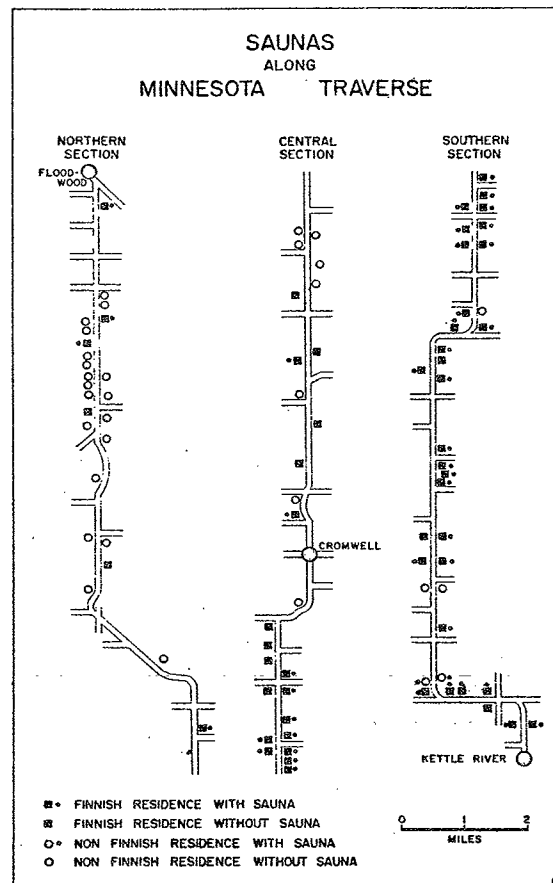 SAUNAS
ALONG
MINNESOTA TRAVERSE
NORTHERN SECTION
CENTRAL SECTION
SOUTHERN SECTION
FLOOD-
WOOD
CROMWELL
KETTLE RIVER
FINNISH RESIDENCE WITH SAUNA
FINNISH RESIDENCE WITHOUT SAUNA
NON FINNISH RESIDENCE WITH SAUNA
NON FINNISH RESIDENCE WITHOUT SAUNA
0 2
MILES